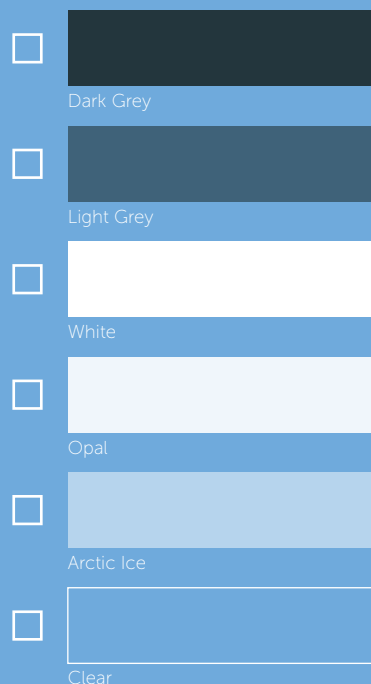 Dark Grey
Light Grey
White
Opal
Arctic Ice
Clear